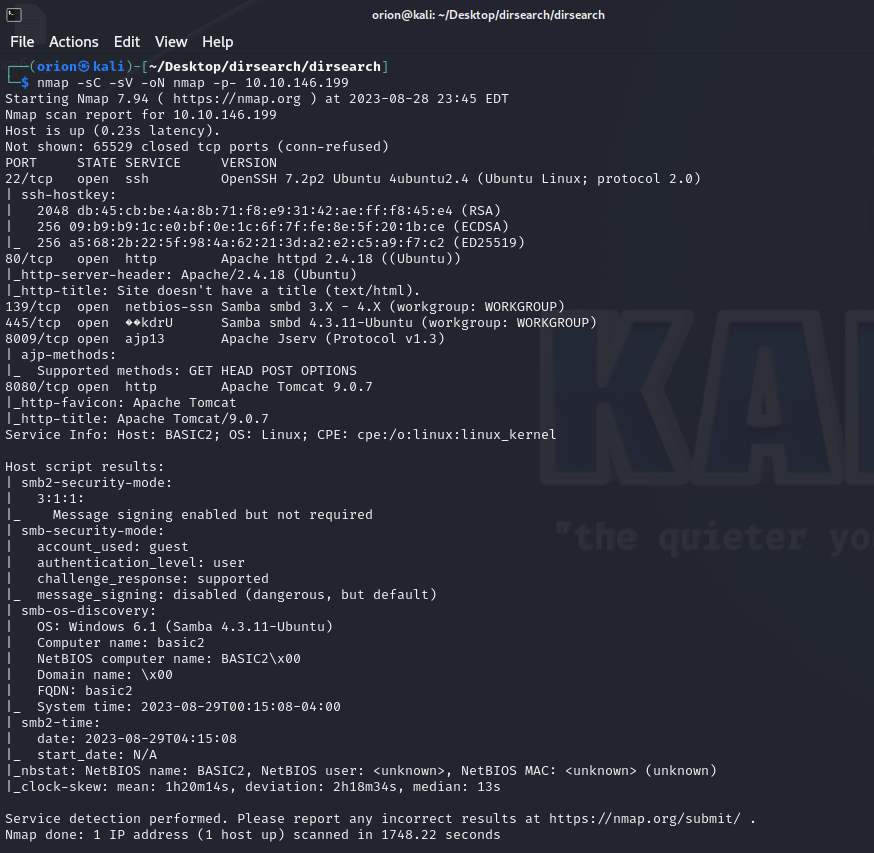 orion@kali: ~/Desktop/dirsearch/dirsearch
File Actions Edit View Help
┌──(orion㉿kali)-[~/Desktop/dirsearch/dirsearch]
└─$ nmap -sC -sV -oN nmap -p- 10.10.146.199
Starting Nmap 7.94 ( https://nmap.org ) at 2023-08-28 23:45 EDT
Nmap scan report for 10.10.146.199
Host is up (0.23s latency).
Not shown: 65529 closed tcp ports (conn-refused)
PORT     STATE SERVICE     VERSION
22/tcp   open  ssh         OpenSSH 7.2p2 Ubuntu 4ubuntu2.4 (Ubuntu Linux; protocol 2.0)
| ssh-hostkey:
|   2048 db:45:cb:be:4a:8b:71:f8:e9:31:42:ae:ff:f8:45:e4 (RSA)
|   256 09:b9:b9:1c:e0:bf:0e:1c:6f:7f:fe:8e:5f:20:1b:ce (ECDSA)
|_  256 a5:68:2b:22:5f:98:4a:62:21:3d:a2:e2:c5:a9:f7:c2 (ED25519)
80/tcp   open  http        Apache httpd 2.4.18 ((Ubuntu))
|_http-server-header: Apache/2.4.18 (Ubuntu)
|_http-title: Site doesn't have a title (text/html).
139/tcp  open  netbios-ssn Samba smbd 3.X - 4.X (workgroup: WORKGROUP)
445/tcp  open  ��kdrU      Samba smbd 4.3.11-Ubuntu (workgroup: WORKGROUP)
8009/tcp open  ajp13       Apache Jserv (Protocol v1.3)
| ajp-methods:
|_  Supported methods: GET HEAD POST OPTIONS
8080/tcp open  http        Apache Tomcat 9.0.7
|_http-favicon: Apache Tomcat
|_http-title: Apache Tomcat/9.0.7
Service Info: Host: BASIC2; OS: Linux; CPE: cpe:/o:linux:linux_kernel
Host script results:
| smb2-security-mode:
|   3:1:1:
|_    Message signing enabled but not required
| smb-security-mode:
|   account_used: guest
|   authentication_level: user
|   challenge_response: supported
|_  message_signing: disabled (dangerous, but default)
| smb-os-discovery:
|   OS: Windows 6.1 (Samba 4.3.11-Ubuntu)
|   Computer name: basic2
|   NetBIOS computer name: BASIC2\x00
|   Domain name: \x00
|   FQDN: basic2
|_  System time: 2023-08-29T00:15:08-04:00
| smb2-time:
|   date: 2023-08-29T04:15:08
|_  start_date: N/A
|_nbstat: NetBIOS name: BASIC2, NetBIOS user: <unknown>, NetBIOS MAC: <unknown> (unknown)
|_clock-skew: mean: 1h20m14s, deviation: 2h18m34s, median: 13s
Service detection performed. Please report any incorrect results at https://nmap.org/submit/ .
Nmap done: 1 IP address (1 host up) scanned in 1748.22 seconds
KA
"the quieter yo